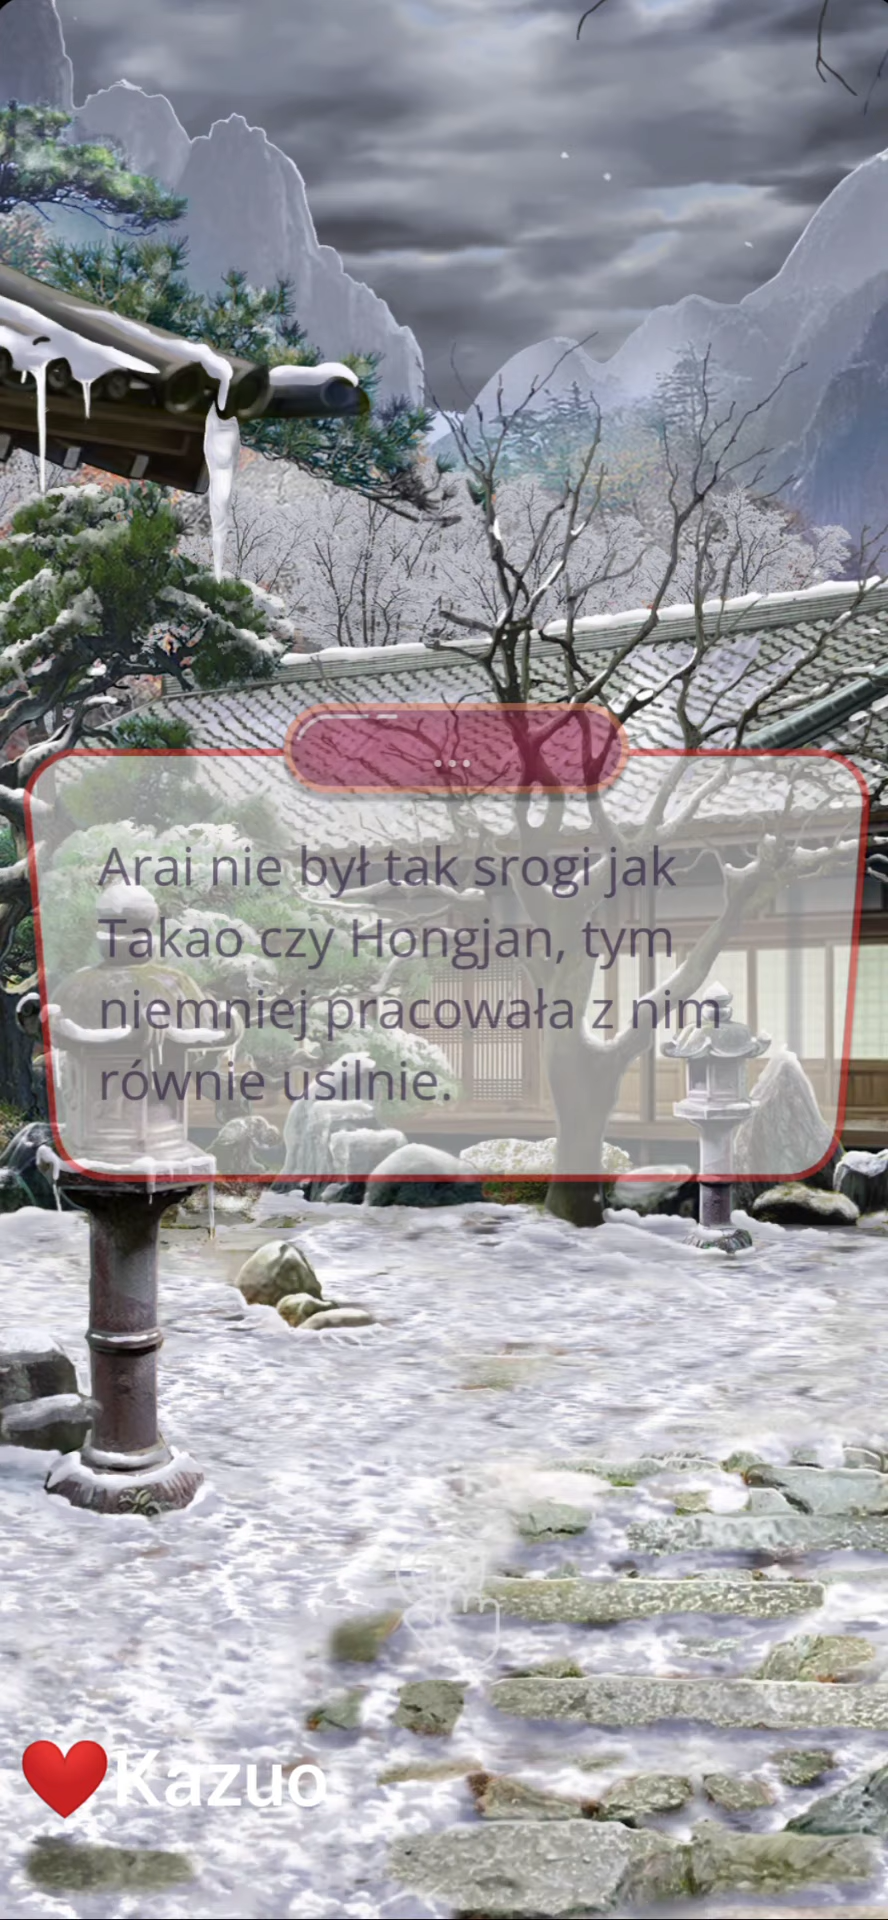 ...
Arai nie był tak srogi jak
Takao czy Hongjan, tym
niemniej pracowała z nim
równie usilnie.
❤️Kazuo